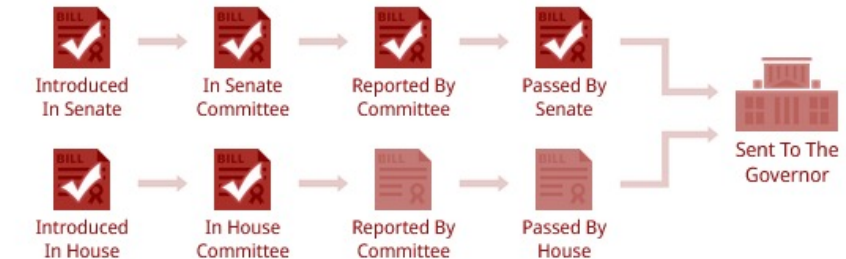 BILL
BILL
BILL
BILL
Introduced
In Senate
In Senate
Committee
Reported By
Committee
Passed By
Senate
Sent To The
Governor
BILL
BILL
BILL
BILL
Introduced
In House
In House
Committee
Reported By
Committee
Passed By
House